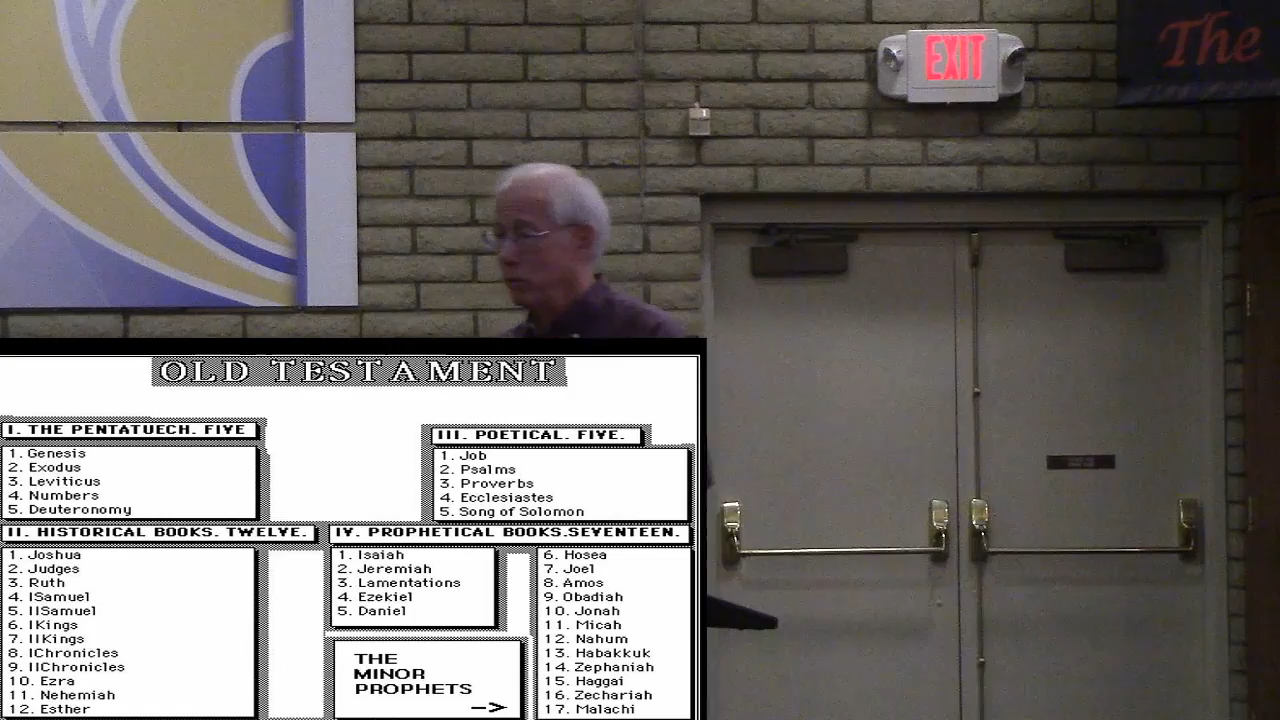 EXIT
The
OLD TESTAMENT
I. THE PENTATUECH. FIVE
1. Genesis
2. Exodus
3. Leviticus
4. Numbers
5. Deuteronomy
II. HISTORICAL BOOKS. TWELVE.
1. Joshua
2. Judges
3. Ruth
4. ISamuel
5. IISamuel
6. IKings
7. IIKings
8. IChronicles
9. IIChronicles
10. Ezra
11. Nehemiah
12. Esther
III. POETICAL. FIVE.
1. Job
2. Psalms
3. Proverbs
4. Ecclesiastes
5. Song of Solomon
IV. PROPHETICAL BOOKS.SEVENTEEN.
1. Isaiah
2. Jeremiah
3. Lamentations
4. Ezekiel
5. Daniel
THE
MINOR
PROPHETS
->
6. Hosea
7. Joel
8. Amos
9. Obadiah
10. Jonah
11. Micah
12. Nahum
13. Habakkuk
14. Zephaniah
15. Haggai
16. Zechariah
17. Malachi